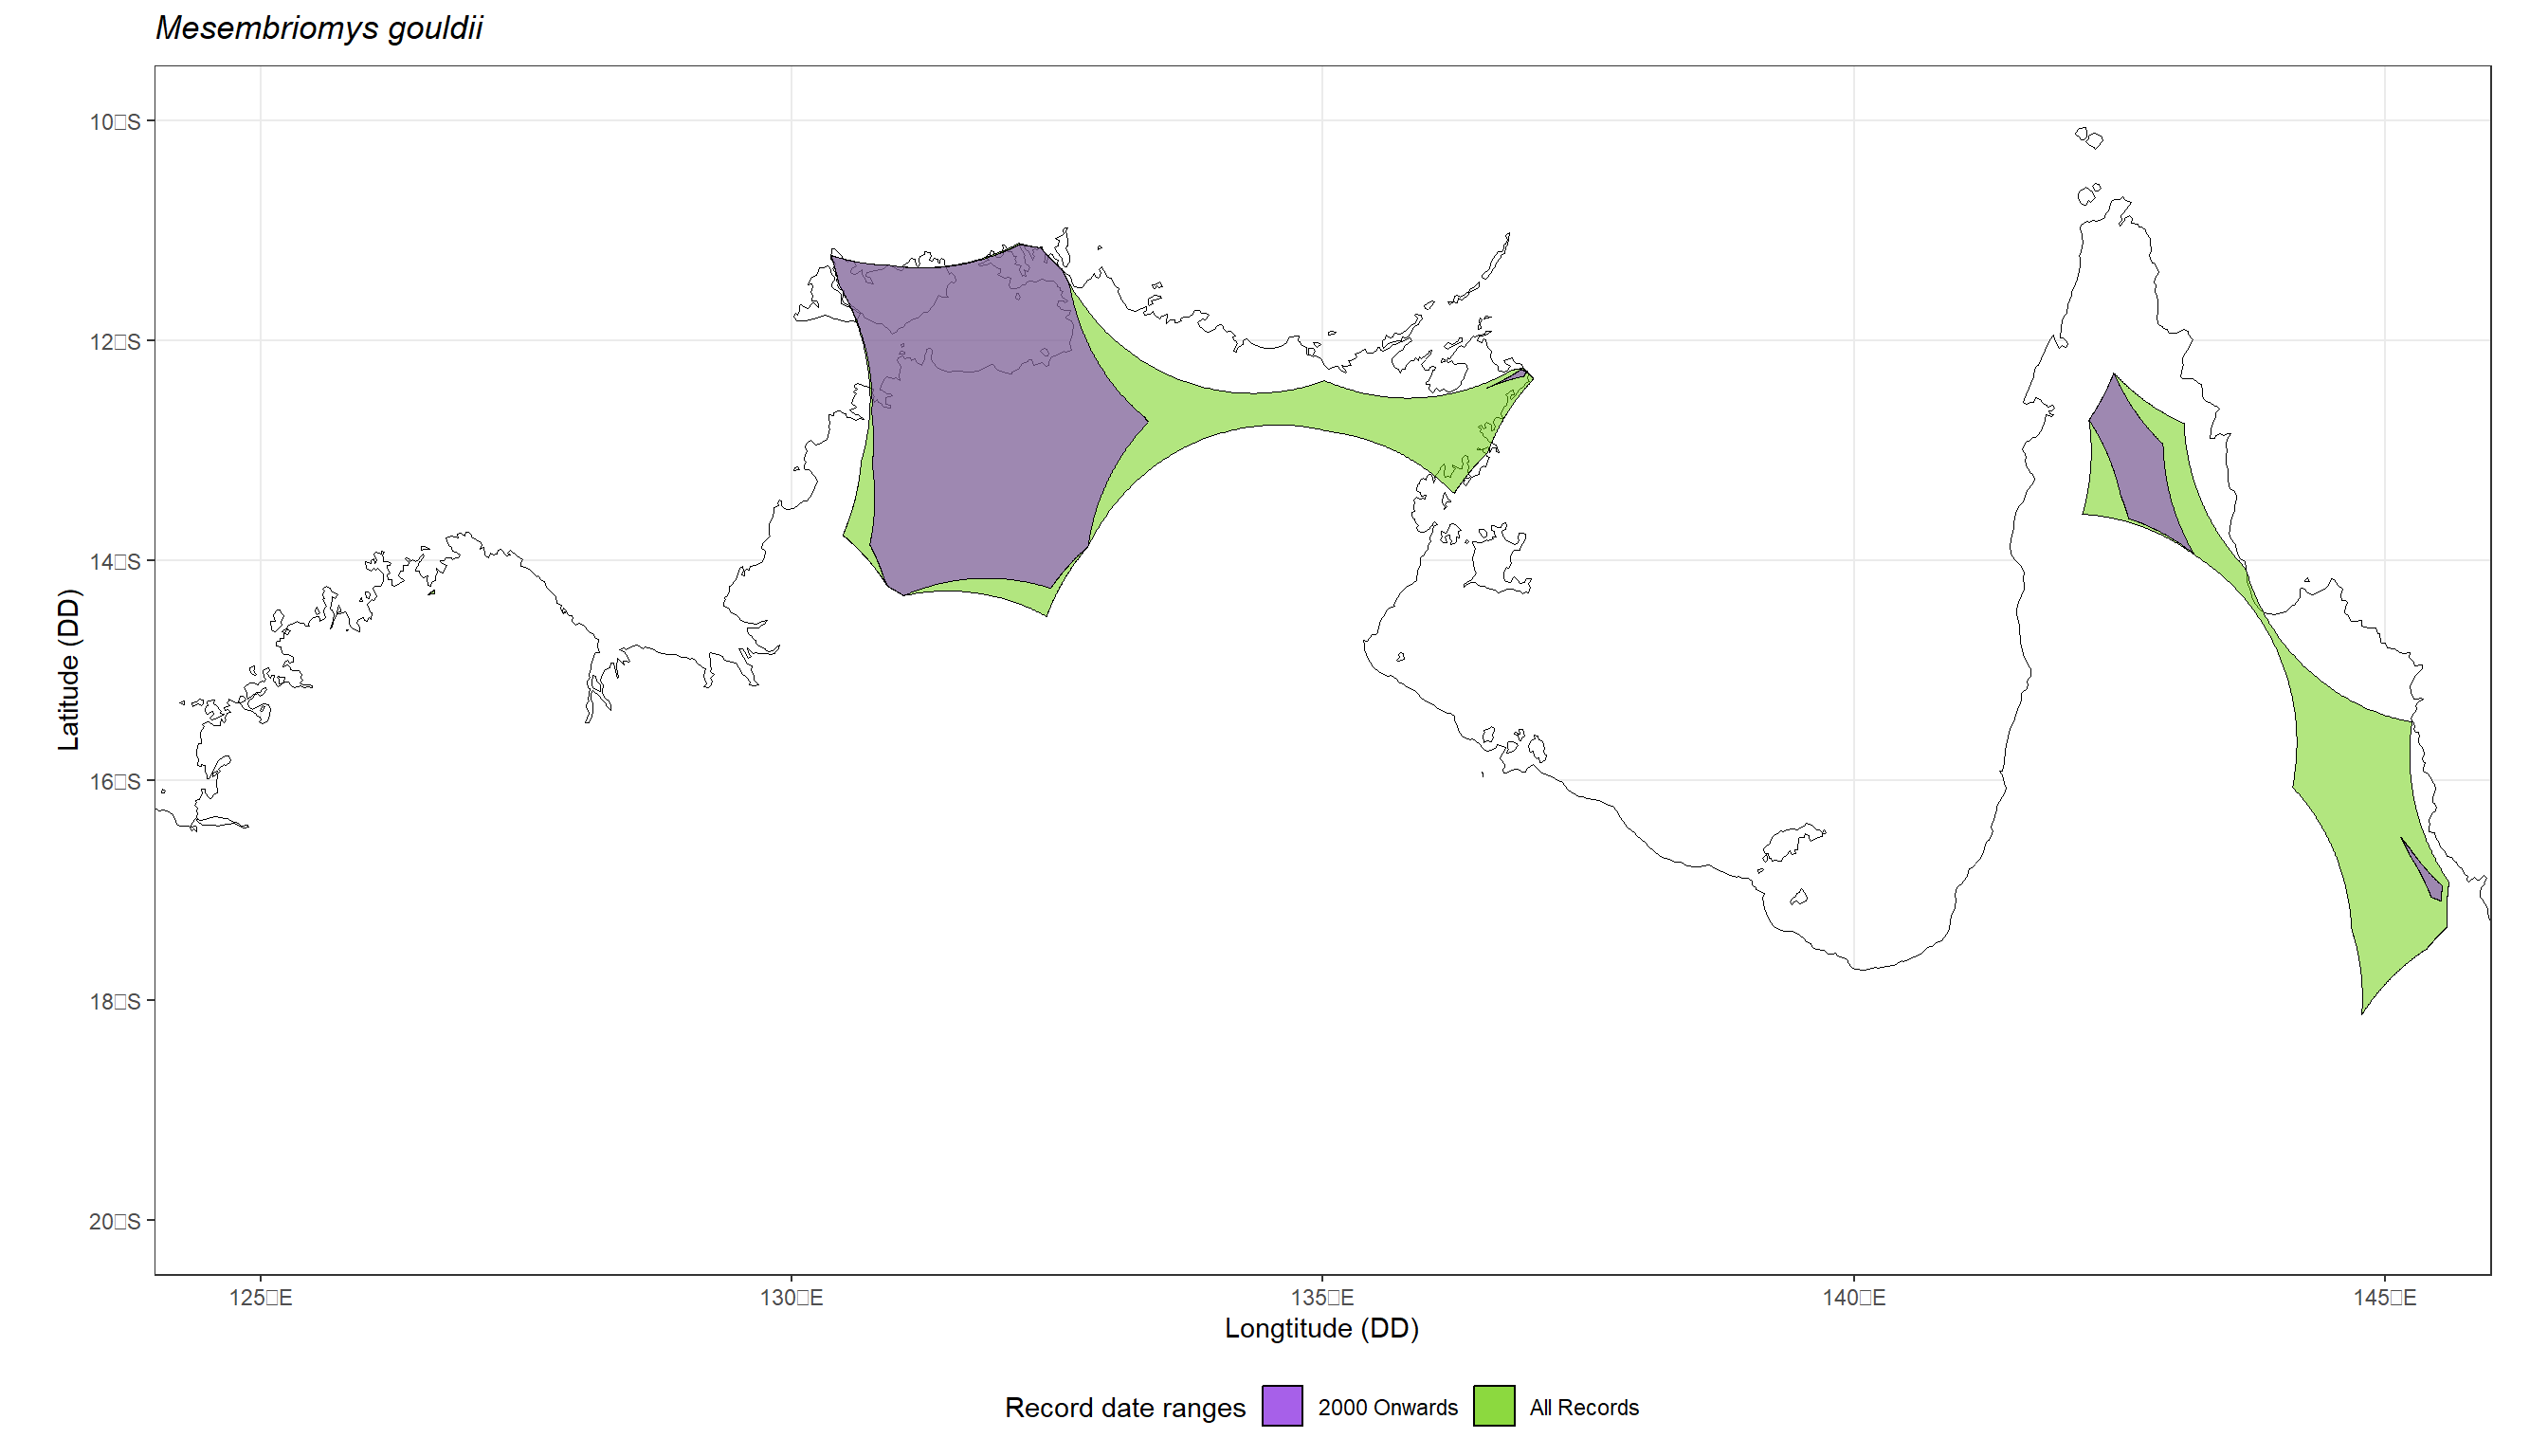 Mesembriomys gouldii
10□S
12□S
14□S
16□S
18□S
20□S
Latitude (DD)
125□E 130□E 135□E 140□E 145□E
Longtitude (DD)
Record date ranges 2000 Onwards All Records